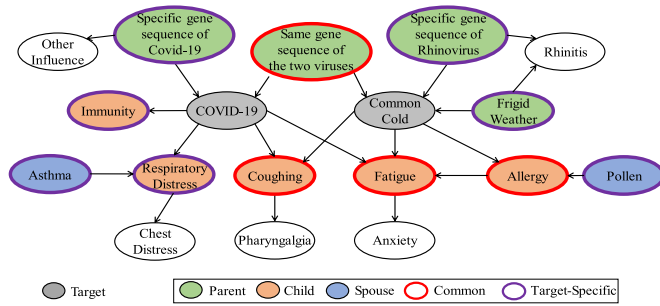 Specific gene
sequence of
Covid-19
Same gene
sequence of
the two viruses
Specific gene
sequence of
Rhinovirus
Other
Influence
Rhinitis
Immunity
COVID-19
Common
Cold
Frigid
Weather
Asthma
Respiratory
Distress
Coughing
Fatigue
Allergy
Pollen
Chest
Distress
Pharyngalgia
Anxiety
Target
Parent
Child
Spouse
Common
Target-Specific